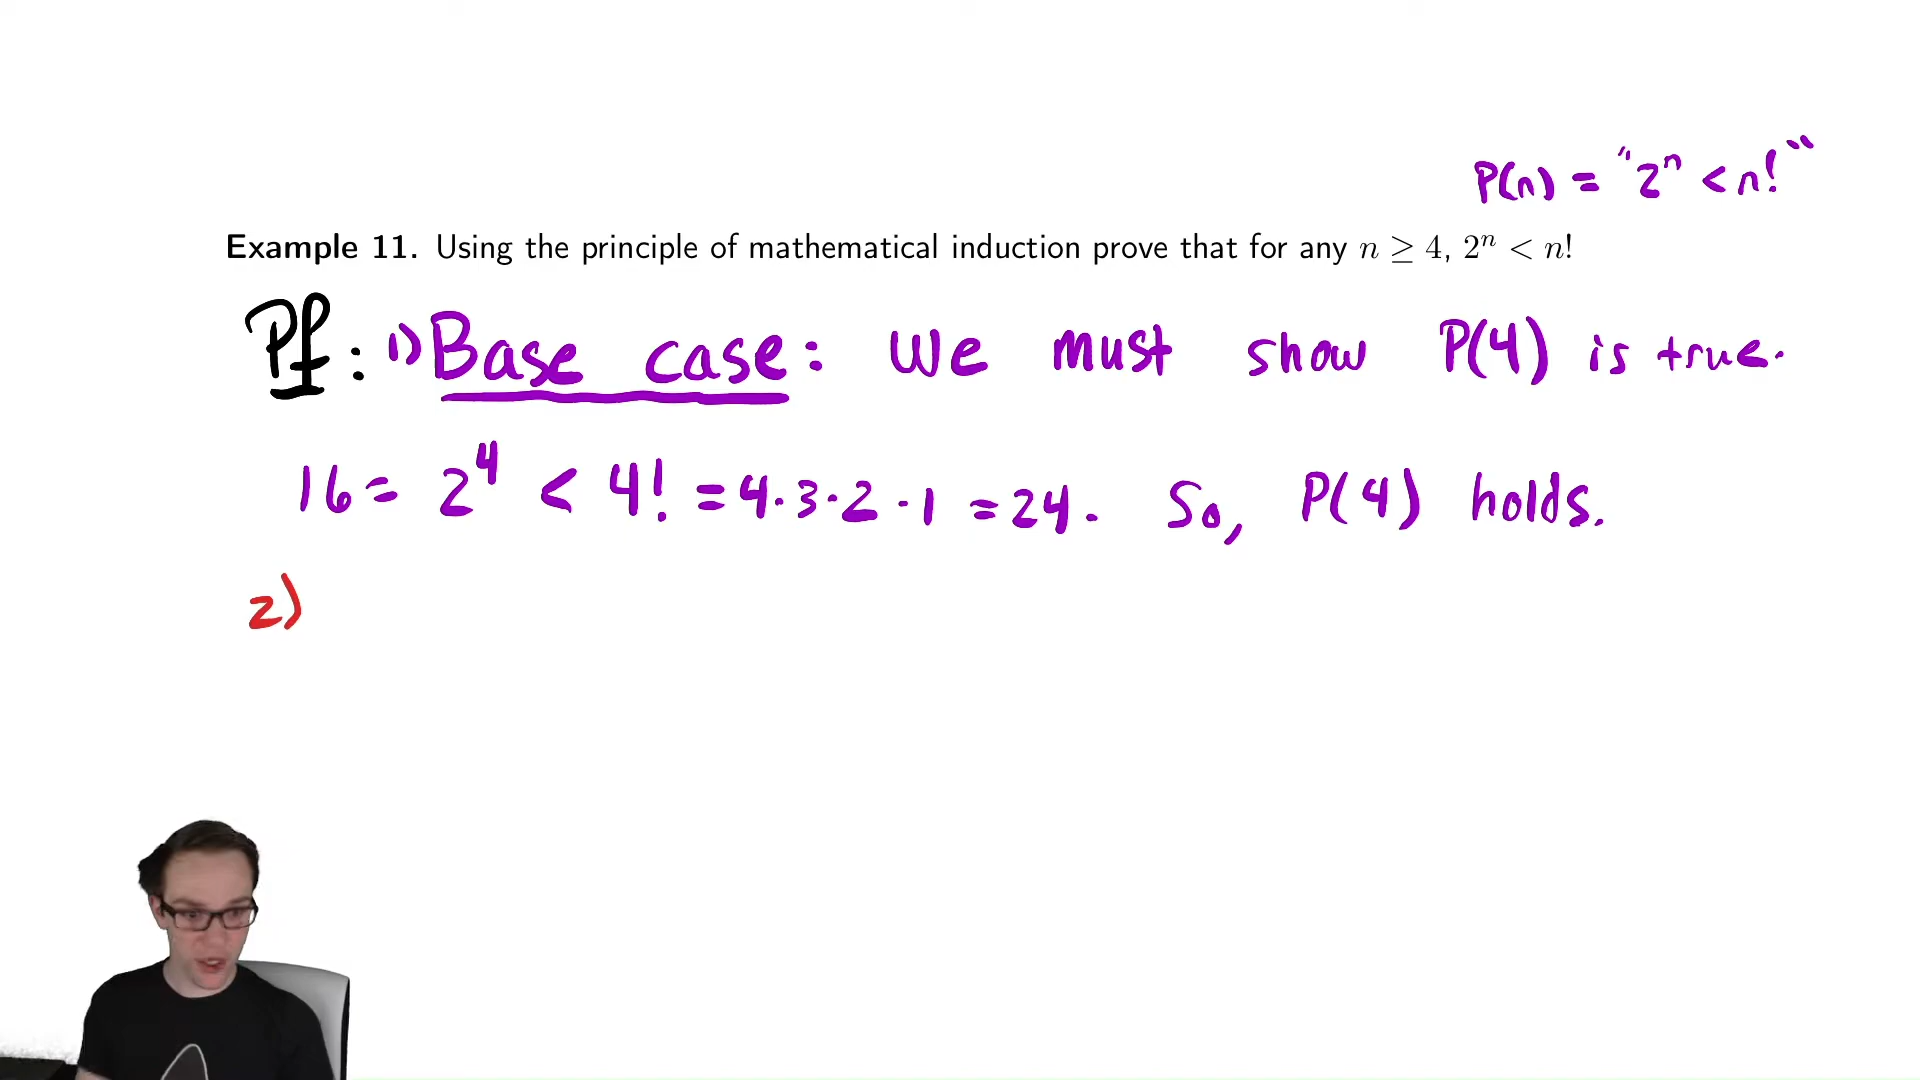 P(n) = "2ⁿ < n!"
Example 11. Using the principle of mathematical induction prove that for any n ≥ 4, 2ⁿ < n!
Pf: 1) Base case: We must show P(4) is true.
16 = 2⁴ < 4! = 4·3·2·1 = 24. So, P(4) holds.
2)